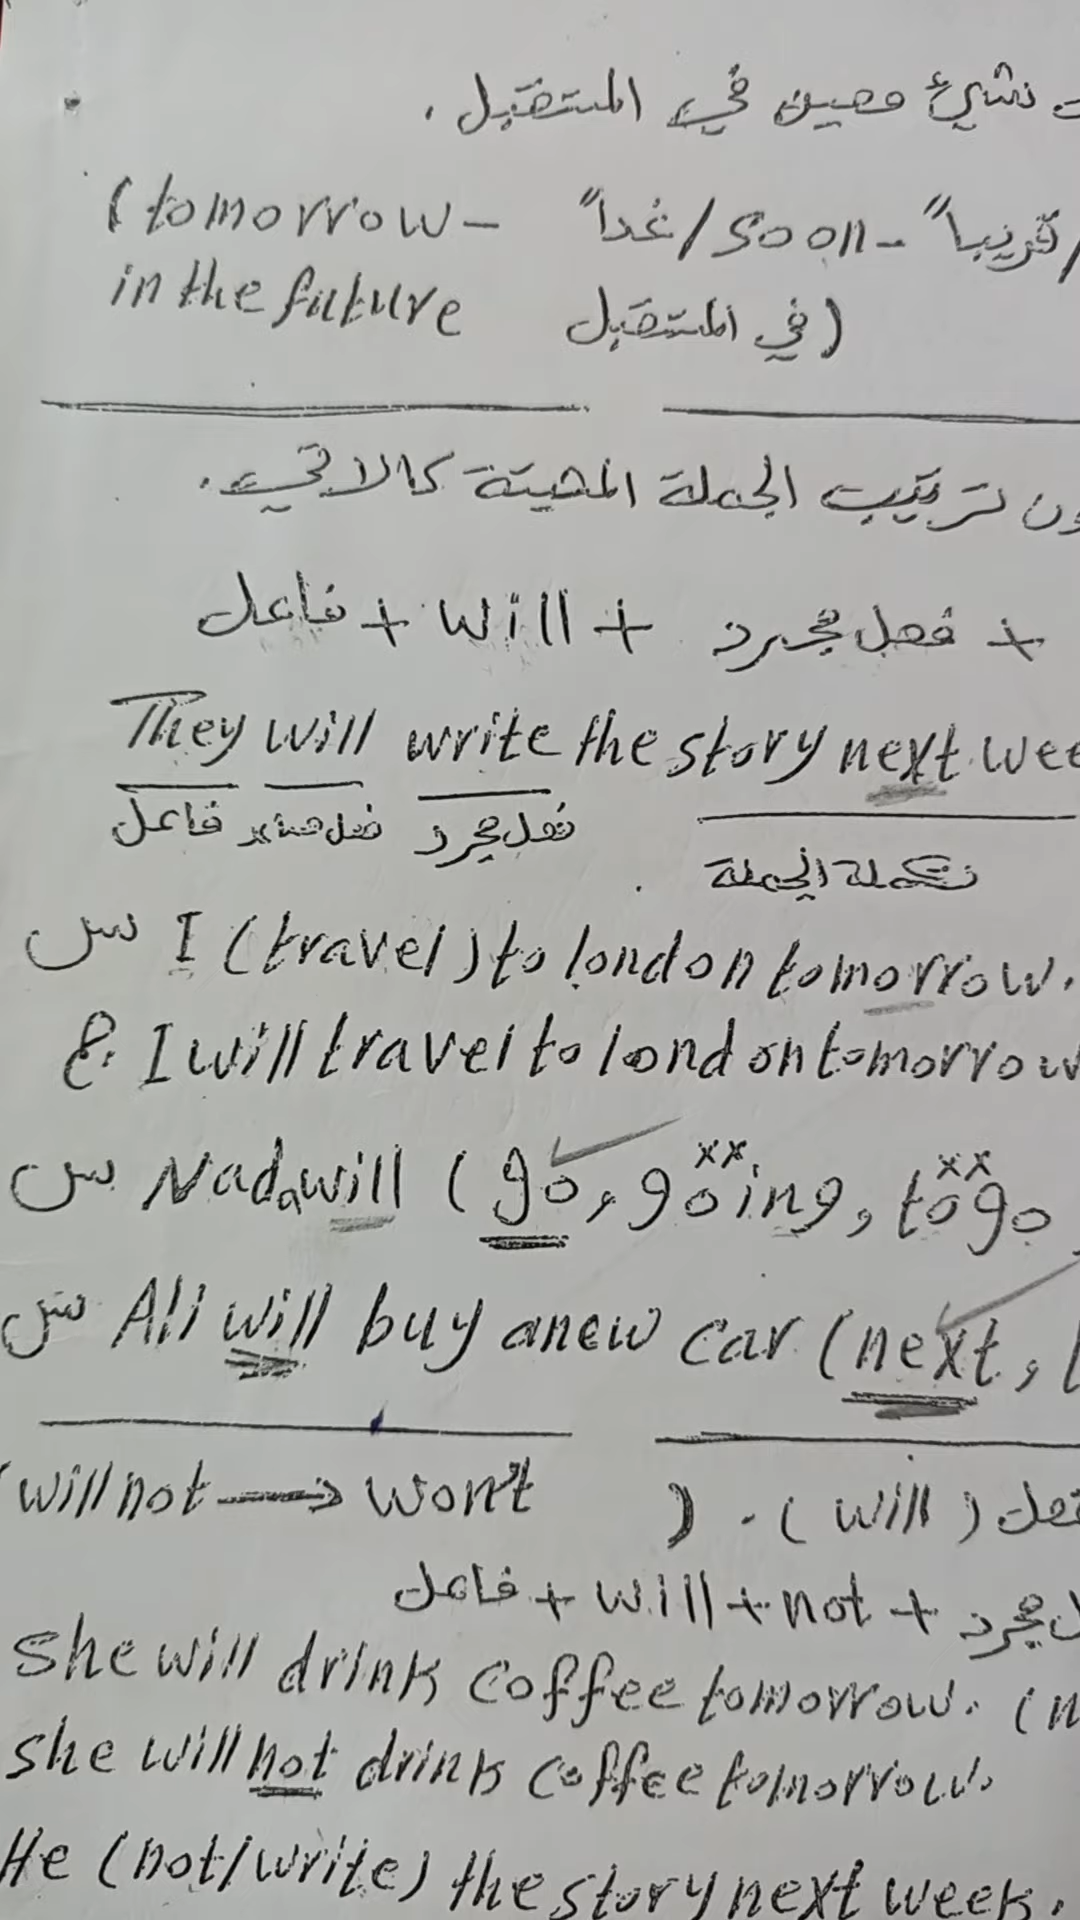 نشيء معين في المستقبل.
(tomorrow- غداً/soon- قريباً/
in the future في المستقبل)
ون ترتيب الجملة المثبتة كالاتي.
فاعل + will + فعل مجرد +
They will write the story next wee
فاعل فعل مساعد فعل مجرد
تكملة الجملة
س I (travel) to london tomorrow.
ج. I will travel to london tomorrow
س Nada will (go, going, to go
س Ali will buy a new car (next,
(will not → won't ) . (will)
فاعل + will + not + مجرد
she will drink coffee tomorrow. (n
she will not drink coffee tomorrow.
He (not/write) the story next week.